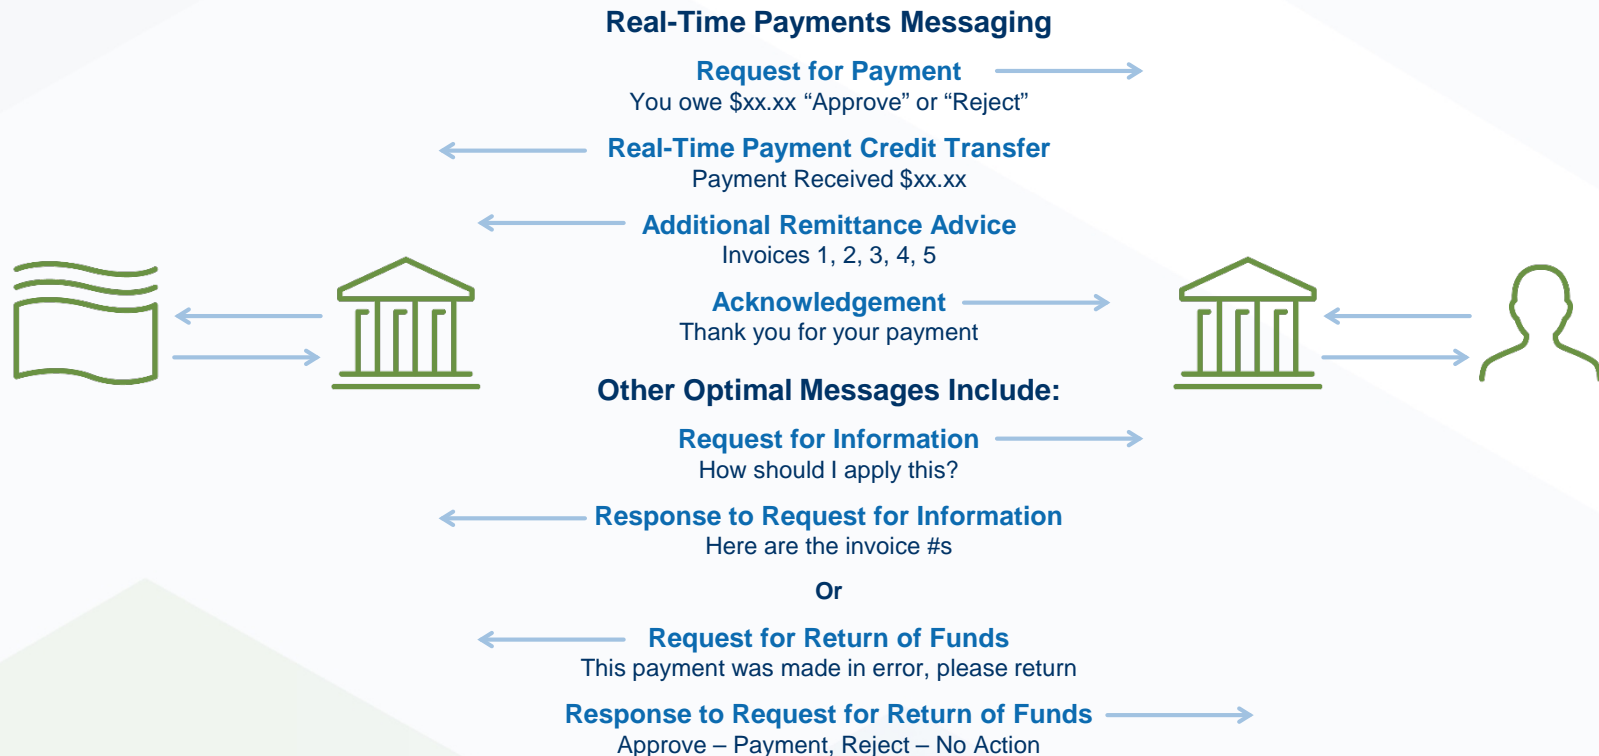 Real-Time Payments Messaging
Request for Payment
You owe $xx.xx “Approve” or “Reject”
Real-Time Payment Credit Transfer
Payment Received $xx.xx
Additional Remittance Advice
Invoices 1, 2, 3, 4, 5
Acknowledgement
Thank you for your payment
Other Optimal Messages Include:
Request for Information
How should I apply this?
Response to Request for Information
Here are the invoice #s
Or
Request for Return of Funds
This payment was made in error, please return
Response to Request for Return of Funds
Approve – Payment, Reject – No Action